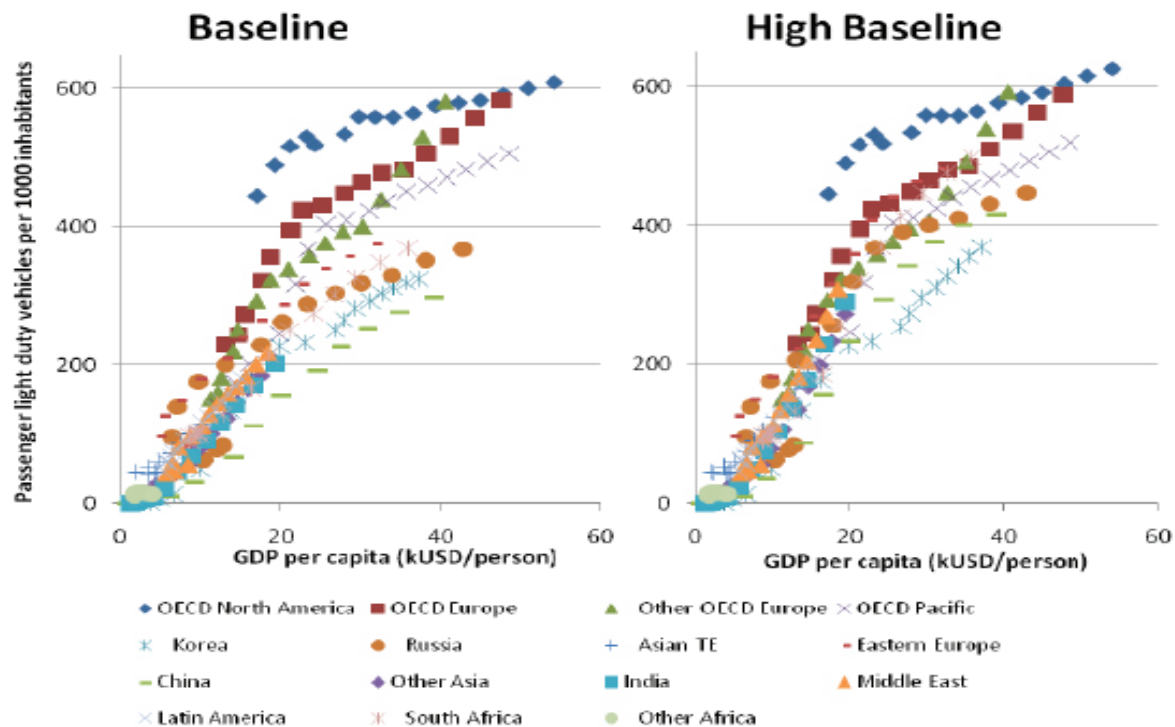 Baseline High Baseline
Passenger light duty vehicles per 1000 inhabitants
600 600
400 400
200 200
0 0
0 20 40 60 0 20 40 60
GDP per capita (kUSD/person) GDP per capita (kUSD/person)
OECD North America OECD Europe Other OECD Europe OECD Pacific
Korea Russia Asian TE Eastern Europe
China Other Asia India Middle East
Latin America South Africa Other Africa